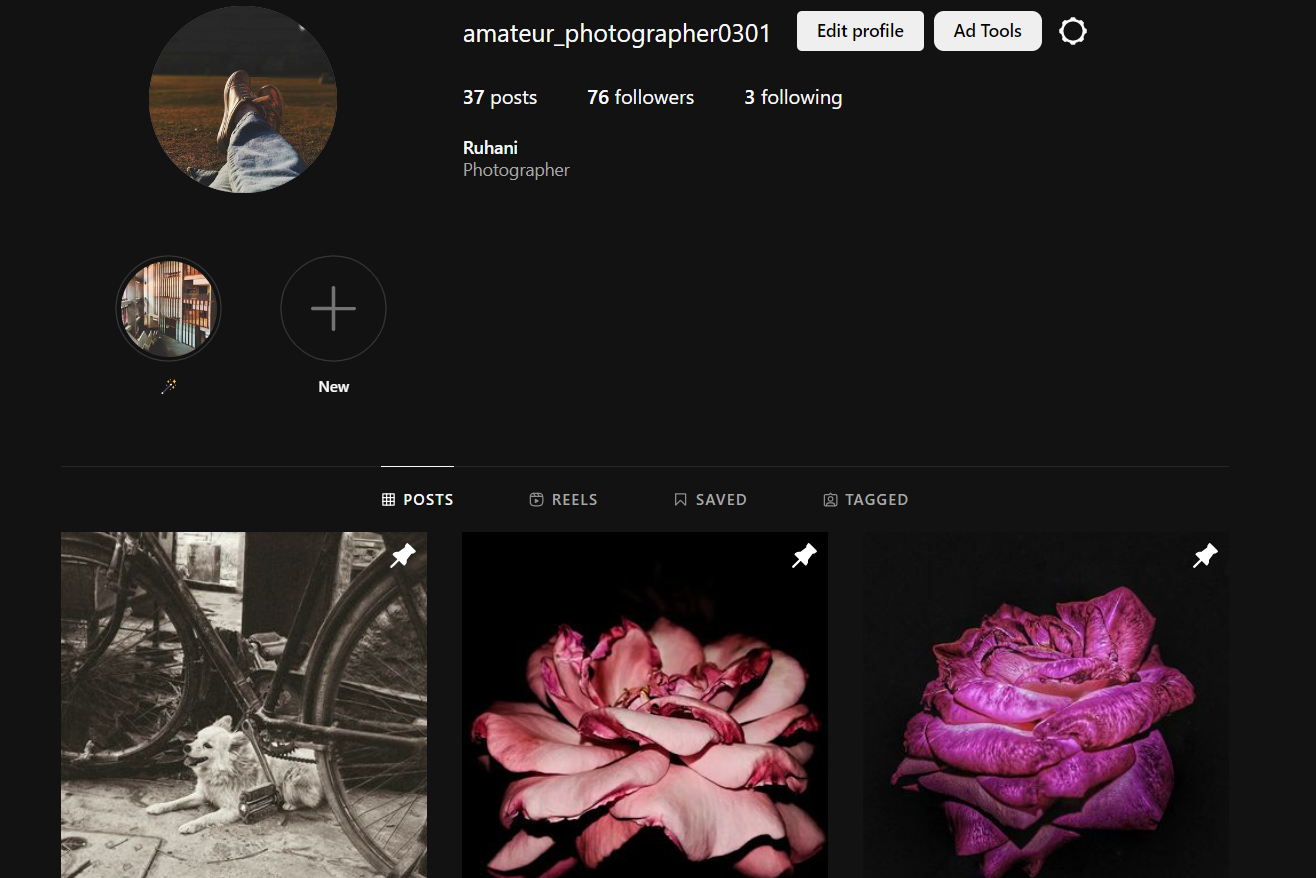 amateur_photographer0301 Edit profile Ad Tools
37 posts 76 followers 3 following
Ruhani
Photographer
New
POSTS REELS SAVED TAGGED